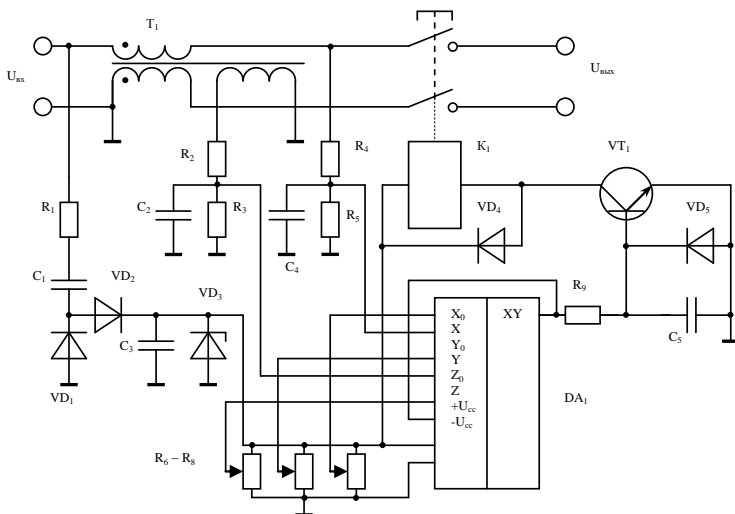 T₁
Uвх
Uвых
R₂
R₄
K₁
VT₁
R₁
C₂
R₃
R₅
VD₄
VD₅
C₄
C₁
VD₂
VD₃
R₉
X₀
XY
X
C₃
Y₀
C₅
Y
Z₀
VD₁
Z
DA₁
+Ucc
-Ucc
R₆ – R₈